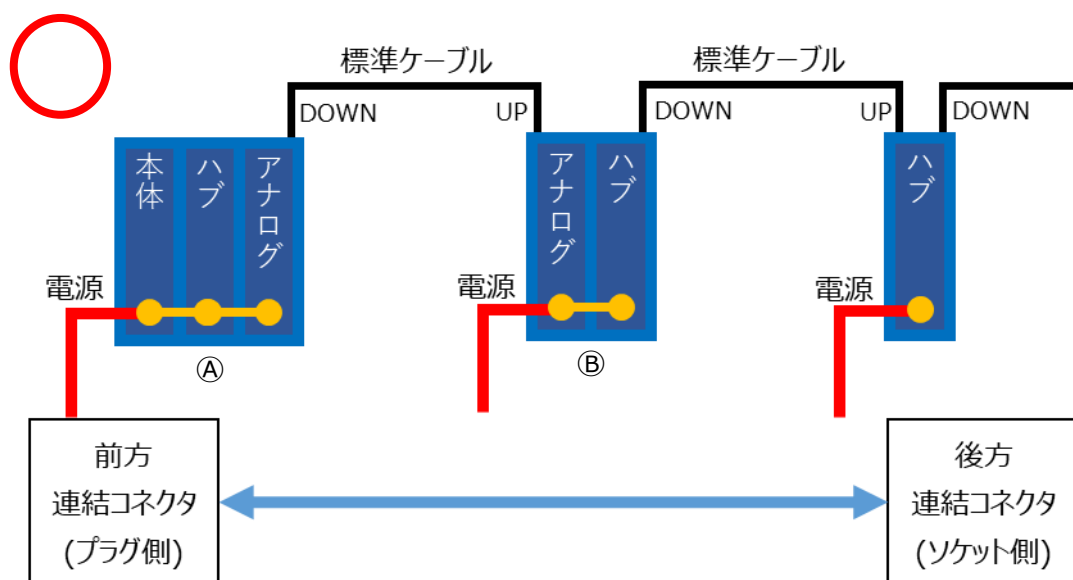 標準ケーブル
標準ケーブル
DOWN
UP
DOWN
UP
DOWN
本体
ハブ
アナログ
アナログ
ハブ
ハブ
電源
電源
電源
Ⓐ
Ⓑ
前方
連結コネクタ
(プラグ側)
後方
連結コネクタ
(ソケット側)